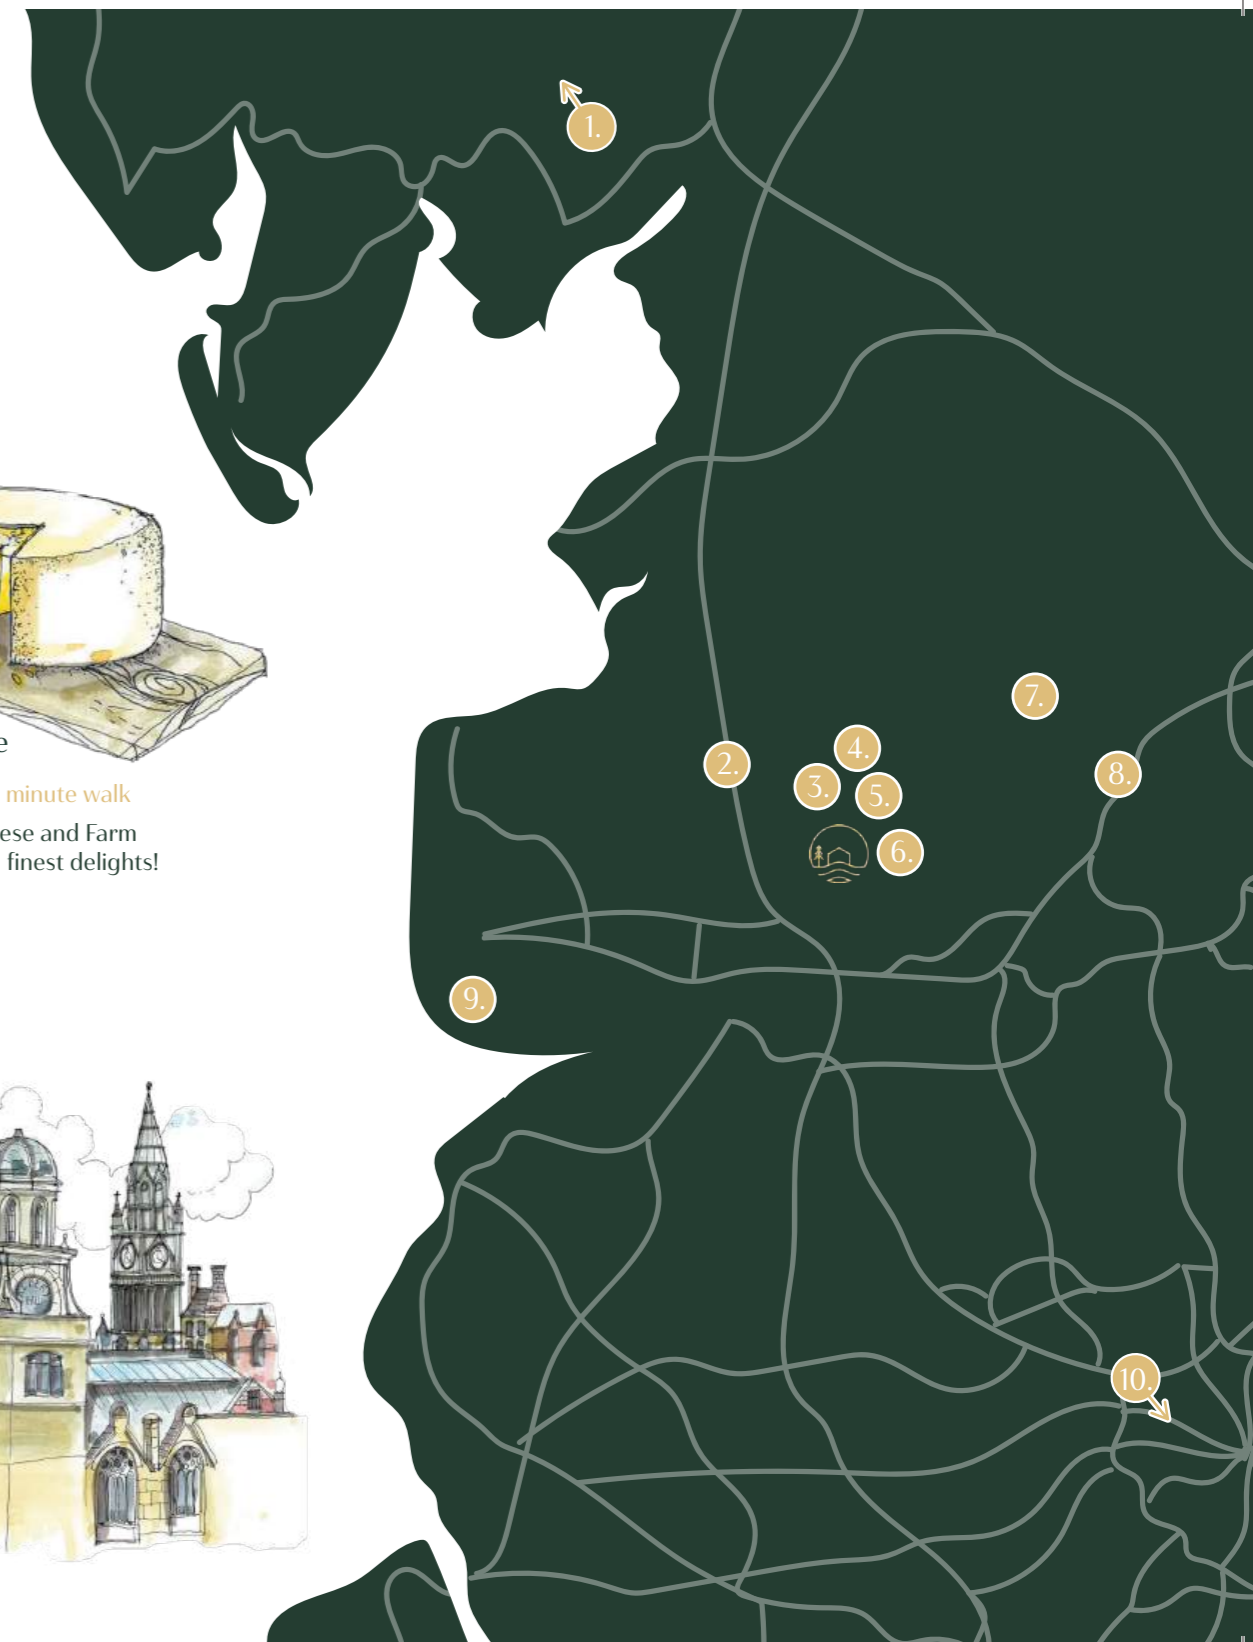 1.
7.
4.
2.
8.
3.
5.
e
minute walk
ese and Farm
finest delights!
6.
9.
10.